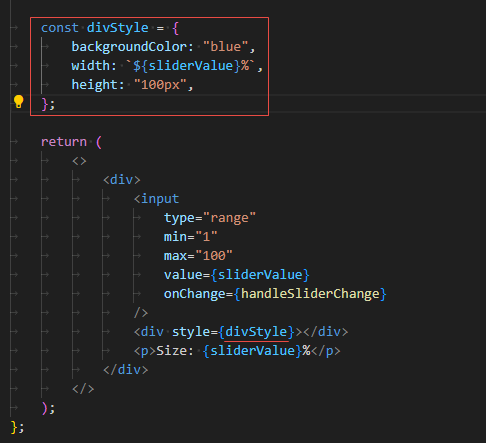 const divStyle = {
backgroundColor: "blue",
width: `${sliderValue}%`,
height: "100px",
};
return (
<>
<div>
<input
type="range"
min="1"
max="100"
value={sliderValue}
onChange={handleSliderChange}
/>
<div style={divStyle}></div>
<p>Size: {sliderValue}%</p>
</div>
</>
);
};